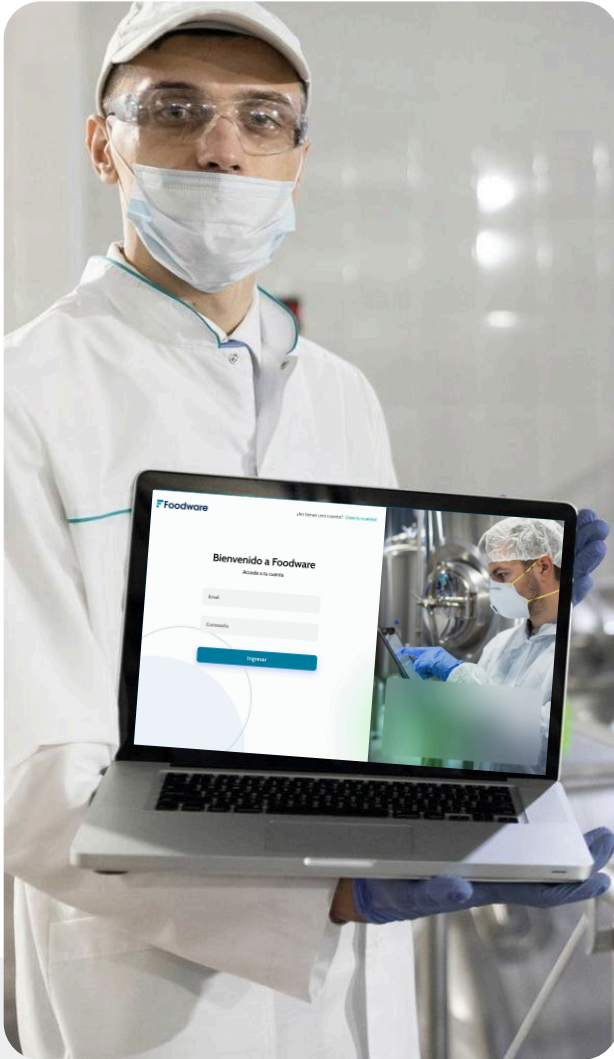 Foodware
¿No tienes una cuenta? Crea tu cuenta
Bienvenido a Foodware
Accede a tu cuenta
Email
Contraseña
Ingresar